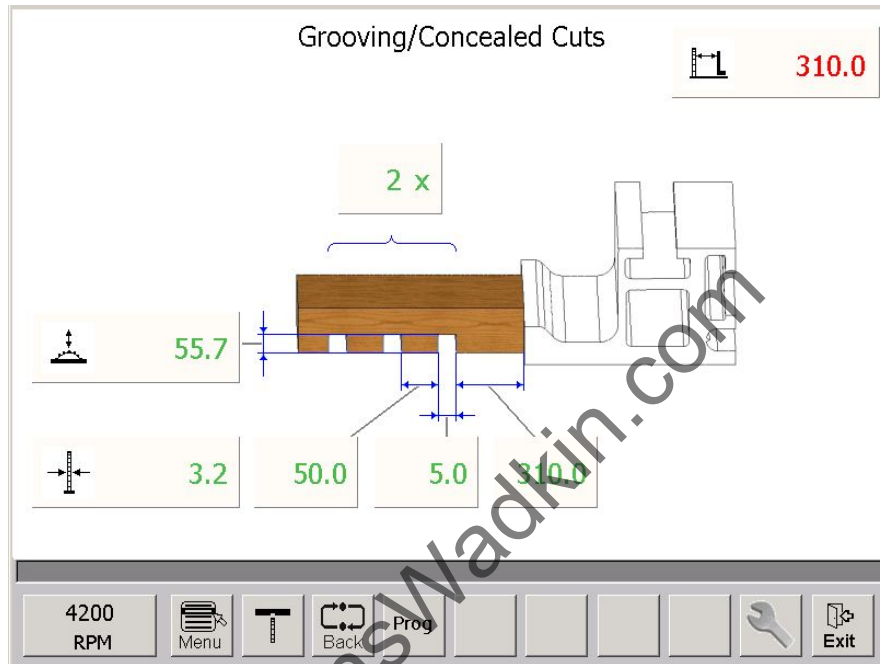 Grooving/Concealed Cuts
310.0
2 x
55.7
3.2
50.0
5.0
310.0
4200
RPM
Menu
Back
Prog
Exit